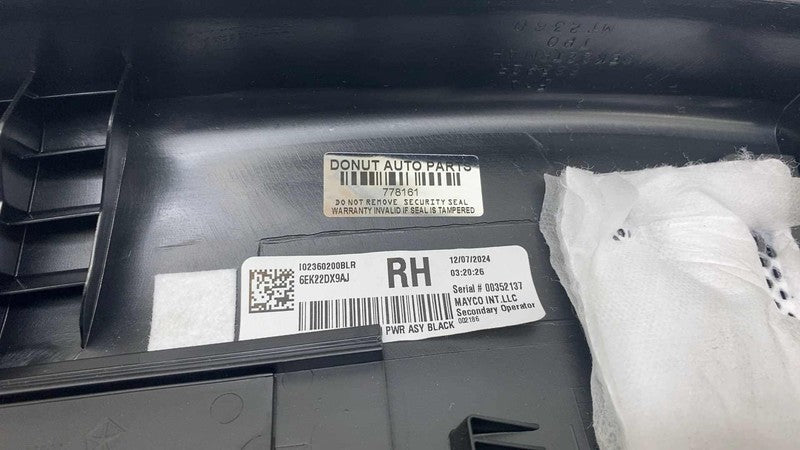 DONUT AUTO PARTS
778161
DO NOT REMOVE SECURITY SEAL
WARRANTY INVALID IF SEAL IS TAMPERED
I02360200BLR
6EK22DX9AJ
RH
12/07/2024
03:20:26
Serial # 00352137
MAYCO INT.LLC
Secondary Operator
002186
PWR ASY BLACK